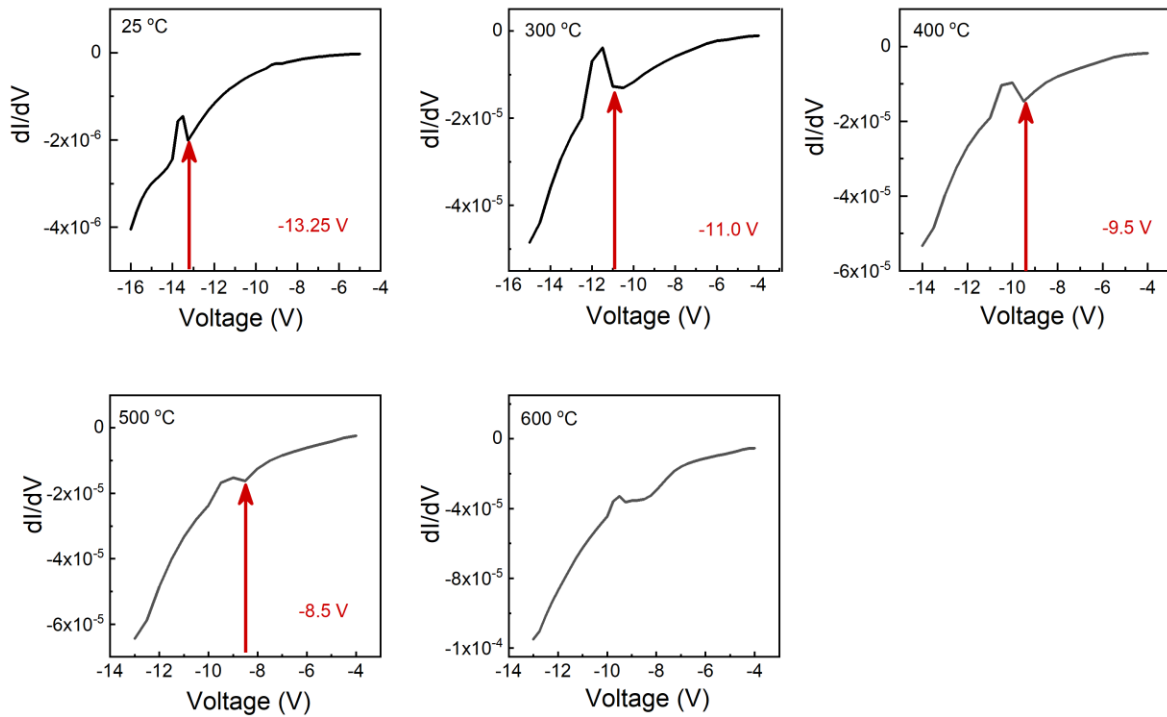 25 °C
dI/dV
0
-2x10⁻⁶
-4x10⁻⁶
-13.25 V
-16 -14 -12 -10 -8 -6 -4
Voltage (V)
300 °C
dI/dV
0
-2x10⁻⁵
-5x10⁻⁵
-11.0 V
-16 -14 -12 -10 -8 -6 -4
Voltage (V)
400 °C
dI/dV
0
-2x10⁻⁵
-5x10⁻⁵
-6x10⁻⁵
-9.5 V
-14 -12 -10 -8 -6 -4
Voltage (V)
500 °C
dI/dV
0
-2x10⁻⁵
-4x10⁻⁵
-6x10⁻⁵
-8.5 V
-14 -12 -10 -8 -6 -4
Voltage (V)
600 °C
dI/dV
0
-4x10⁻⁵
-8x10⁻⁵
-1x10⁻⁴
-14 -12 -10 -8 -6 -4
Voltage (V)